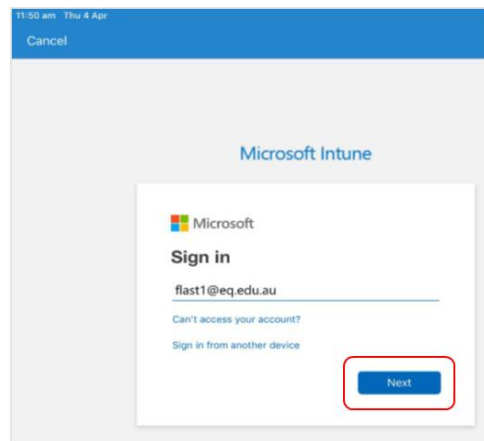 11:50 am Thu 4 Apr
Cancel
Microsoft Intune
Microsoft
Sign in
flast1@eq.edu.au
Can't access your account?
Sign in from another device
Next